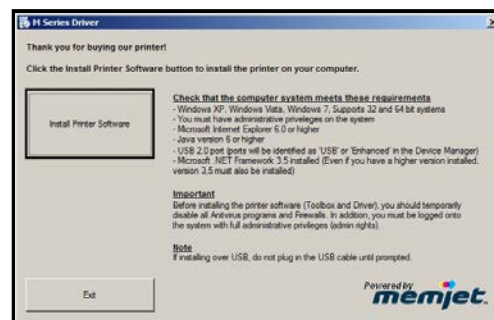 M Series Driver
Thank you for buying our printer!
Click the Install Printer Software button to install the printer on your computer.
Install Printer Software
Check that the computer system meets these requirements
- Windows XP, Windows Vista, Windows 7, Supports 32 and 64 bit systems
- You must have administrative priveleges on the system
- Microsoft Internet Explorer 6.0 or higher
- Java version 6 or higher
- USB 2.0 port (ports will be identified as 'USB' or 'Enhanced' in the Device Manager)
- Microsoft .NET Framework 3.5 installed (Even if you have a higher version installed,
version 3.5 must also be installed)
Important
Before installing the printer software (Toolbox and Driver), you should temporarily
disable all Antivirus programs and Firewalls. In addition, you must be logged onto
the system with full administrative privileges (admin rights).
Note
If installing over USB, do not plug in the USB cable until prompted.
Exit
Powered by
memjet.